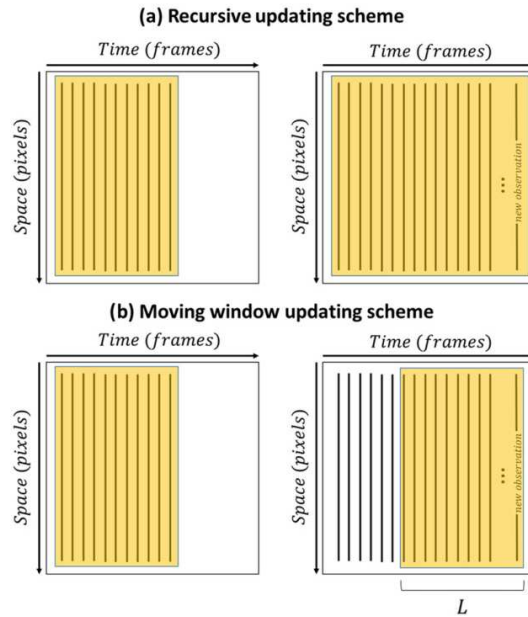 (a) Recursive updating scheme
Time (frames)
Time (frames)
Space (pixels)
Space (pixels)
...
new observation
(b) Moving window updating scheme
Time (frames)
Time (frames)
Space (pixels)
Space (pixels)
...
new observation
L